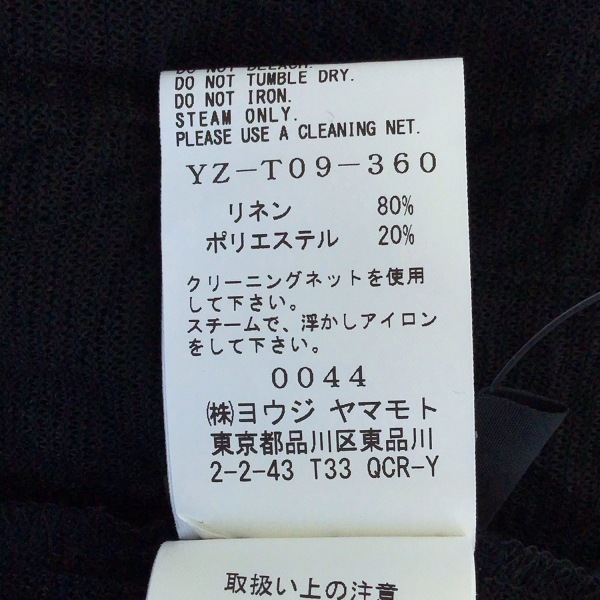 DO NOT BLEACH.
DO NOT TUMBLE DRY.
DO NOT IRON.
STEAM ONLY.
PLEASE USE A CLEANING NET.
YZ-T09-360
リネン 80%
ポリエステル 20%
クリーニングネットを使用
して下さい。
スチームで、浮かしアイロン
をして下さい。
0044
㈱ヨウジ ヤマモト
東京都品川区東品川
2-2-43 T33 QCR-Y
取扱い上の注意